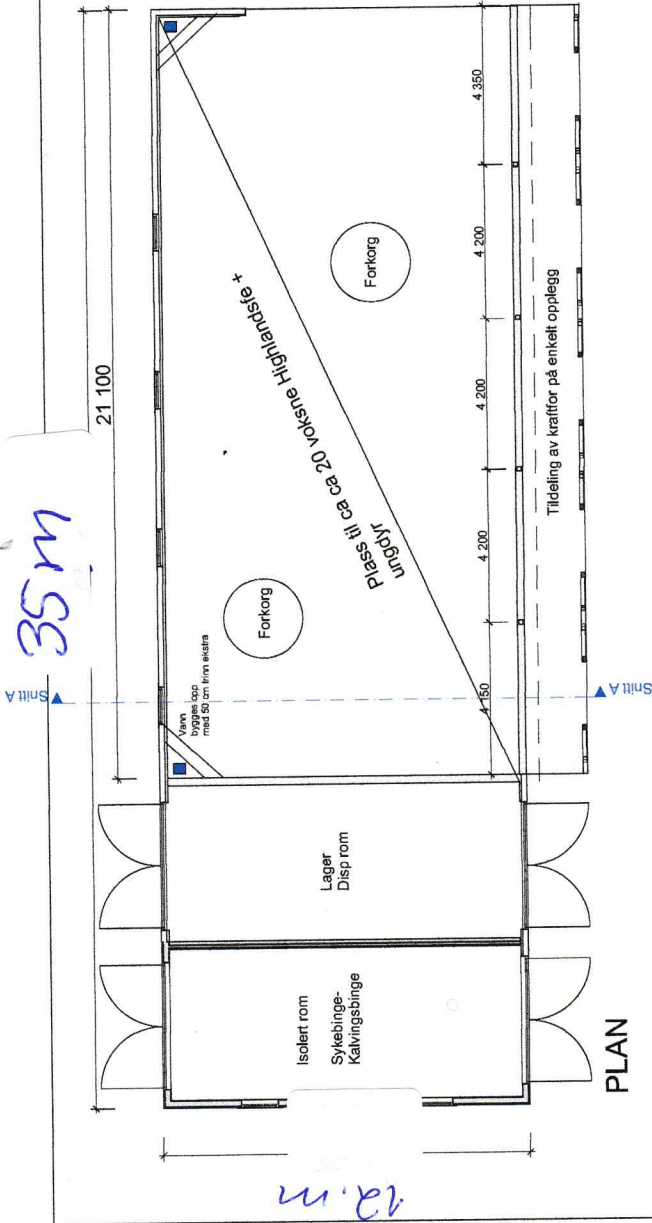 35m
21 100
Snitt A
Vann
bygges opp
med 50 cm trinn ekstra
Forkorg
Plass til ca ca 20 voksne Highlandsfe +
ungdyr
Forkorg
Lager
Disp rom
Isolert rom
Sykebinge-
Kalvingsbinge
4 150
4 200
4 200
4 200
4 350
Tildeling av kraftfor på enkelt opplegg
Snitt A
PLAN
12.m